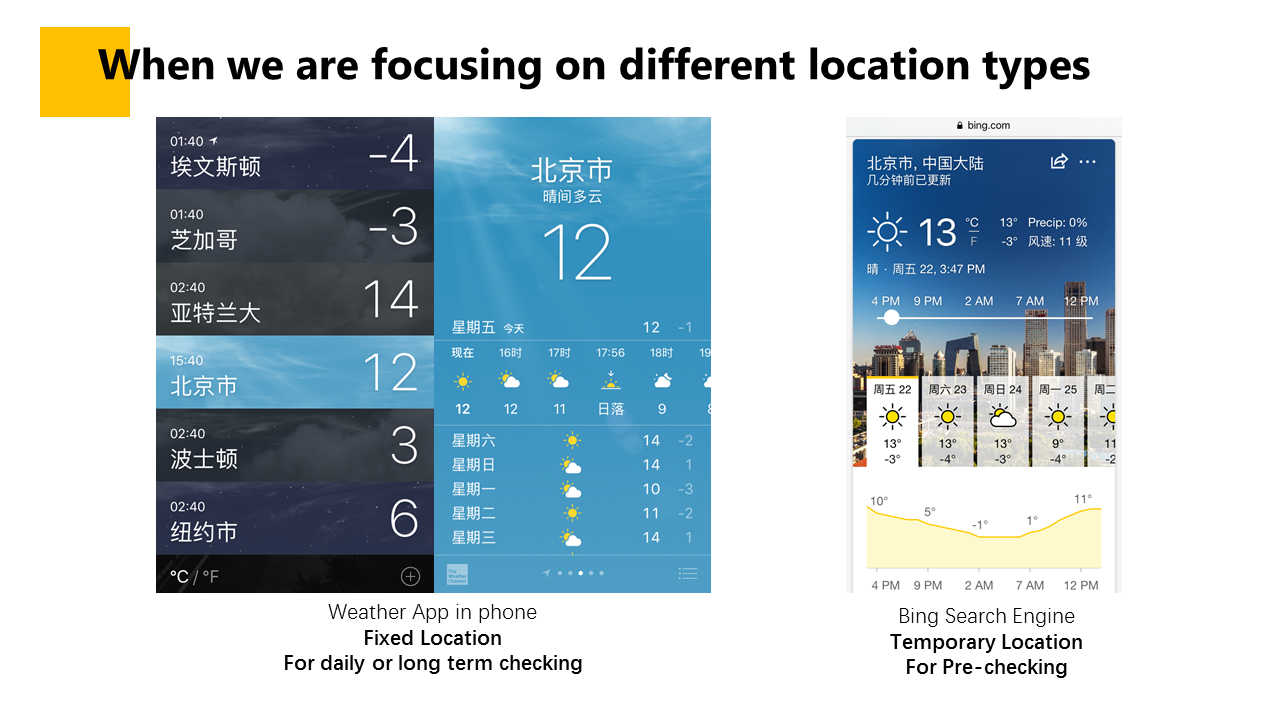 When we are focusing on different location types
01:40
埃文斯顿
-4
01:40
芝加哥
-3
02:40
亚特兰大
14
15:40
北京市
12
02:40
波士顿
3
02:40
纽约市
6
°C / °F
北京市
晴间多云
12
星期五 今天 12 -1
现在 16时 17时 17:56 18时 19
12 12 11 日落 9
星期六 14 -2
星期日 14 1
星期一 10 -3
星期二 11 -2
星期三 14 1
The
Weather
Channel
Weather App in phone
Fixed Location
For daily or long term checking
bing.com
北京市, 中国大陆
几分钟前已更新
13 °C
F
13° Precip: 0%
-3° 风速: 11 级
晴 · 周五 22, 3:47 PM
4 PM 9 PM 2 AM 7 AM 12 PM
周五 22 周六 23 周日 24 周一 25 周二
13° 13° 13° 9° 11
-3° -4° -3° -4° -2
10° 5° -1° 1° 11°
4 PM 9 PM 2 AM 7 AM 12 PM
Bing Search Engine
Temporary Location
For Pre-checking